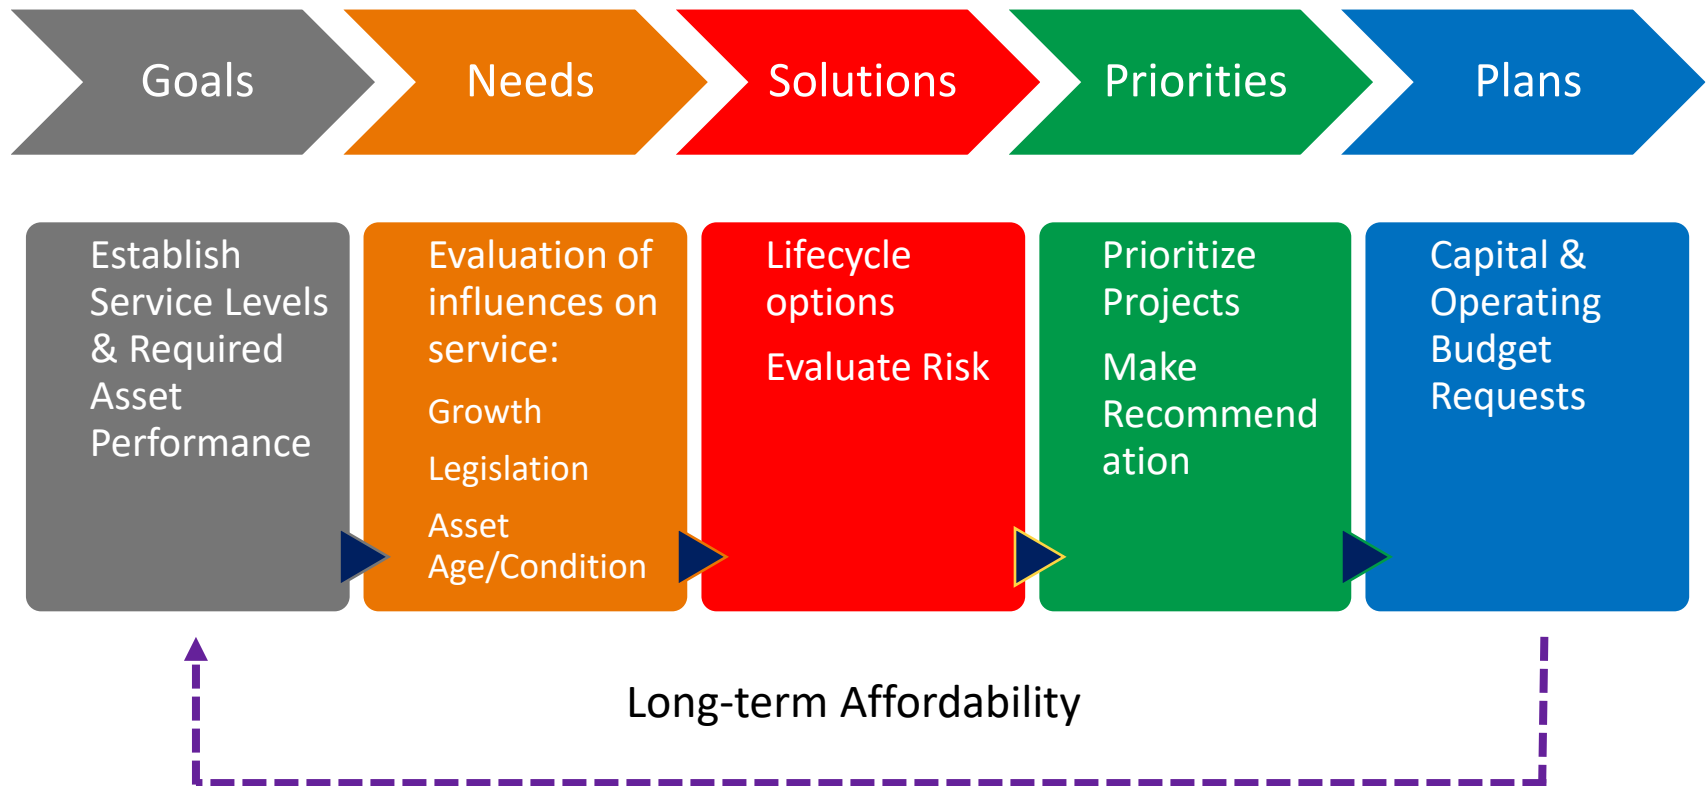 Goals
Needs
Solutions
Priorities
Plans
Establish
Service Levels
& Required
Asset
Performance
Evaluation of
influences on
service:
Growth
Legislation
Asset
Age/Condition
Lifecycle
options
Evaluate Risk
Prioritize
Projects
Make
Recommend
ation
Capital &
Operating
Budget
Requests
Long-term Affordability